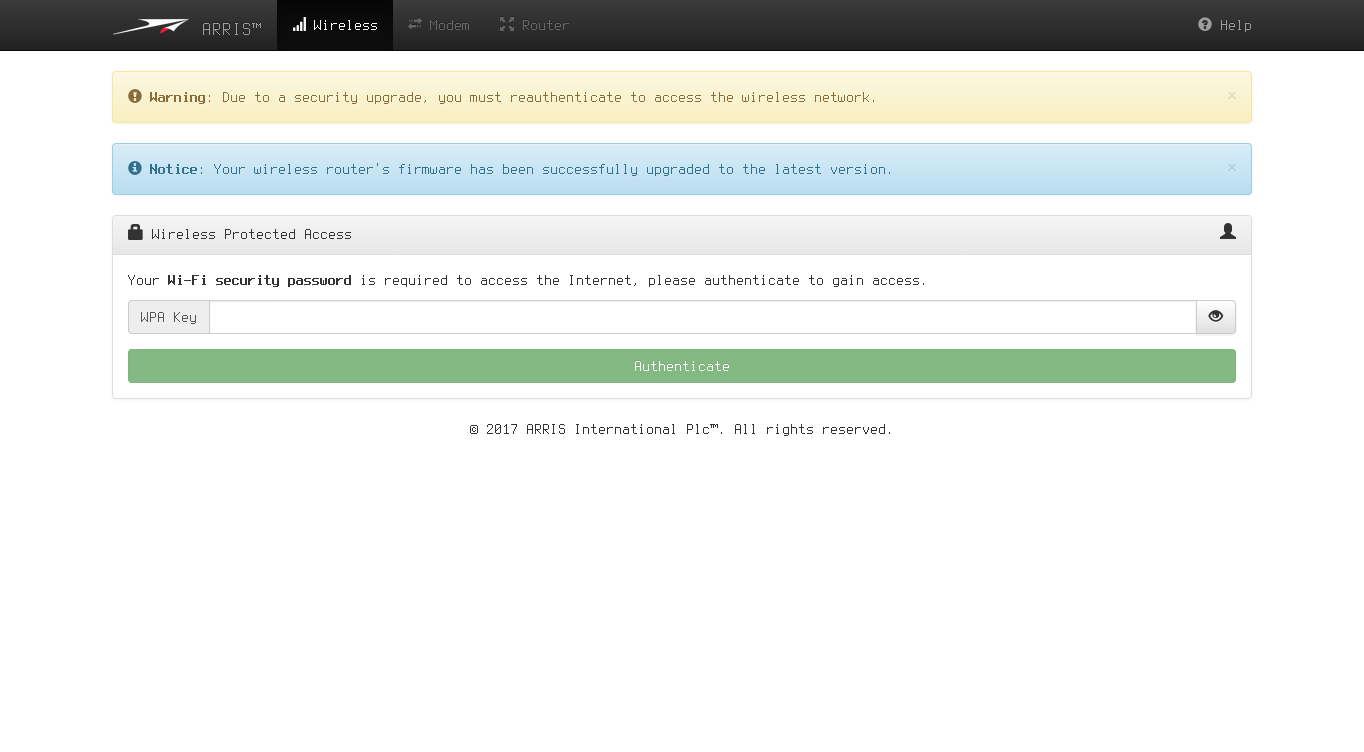 ARRIS™ Wireless Modem Router Help
Warning: Due to a security upgrade, you must reauthenticate to access the wireless network. ×
Notice: Your wireless router's firmware has been successfully upgraded to the latest version. ×
Wireless Protected Access
Your Wi-Fi security password is required to access the Internet, please authenticate to gain access.
WPA Key
Authenticate
© 2017 ARRIS International Plc™. All rights reserved.